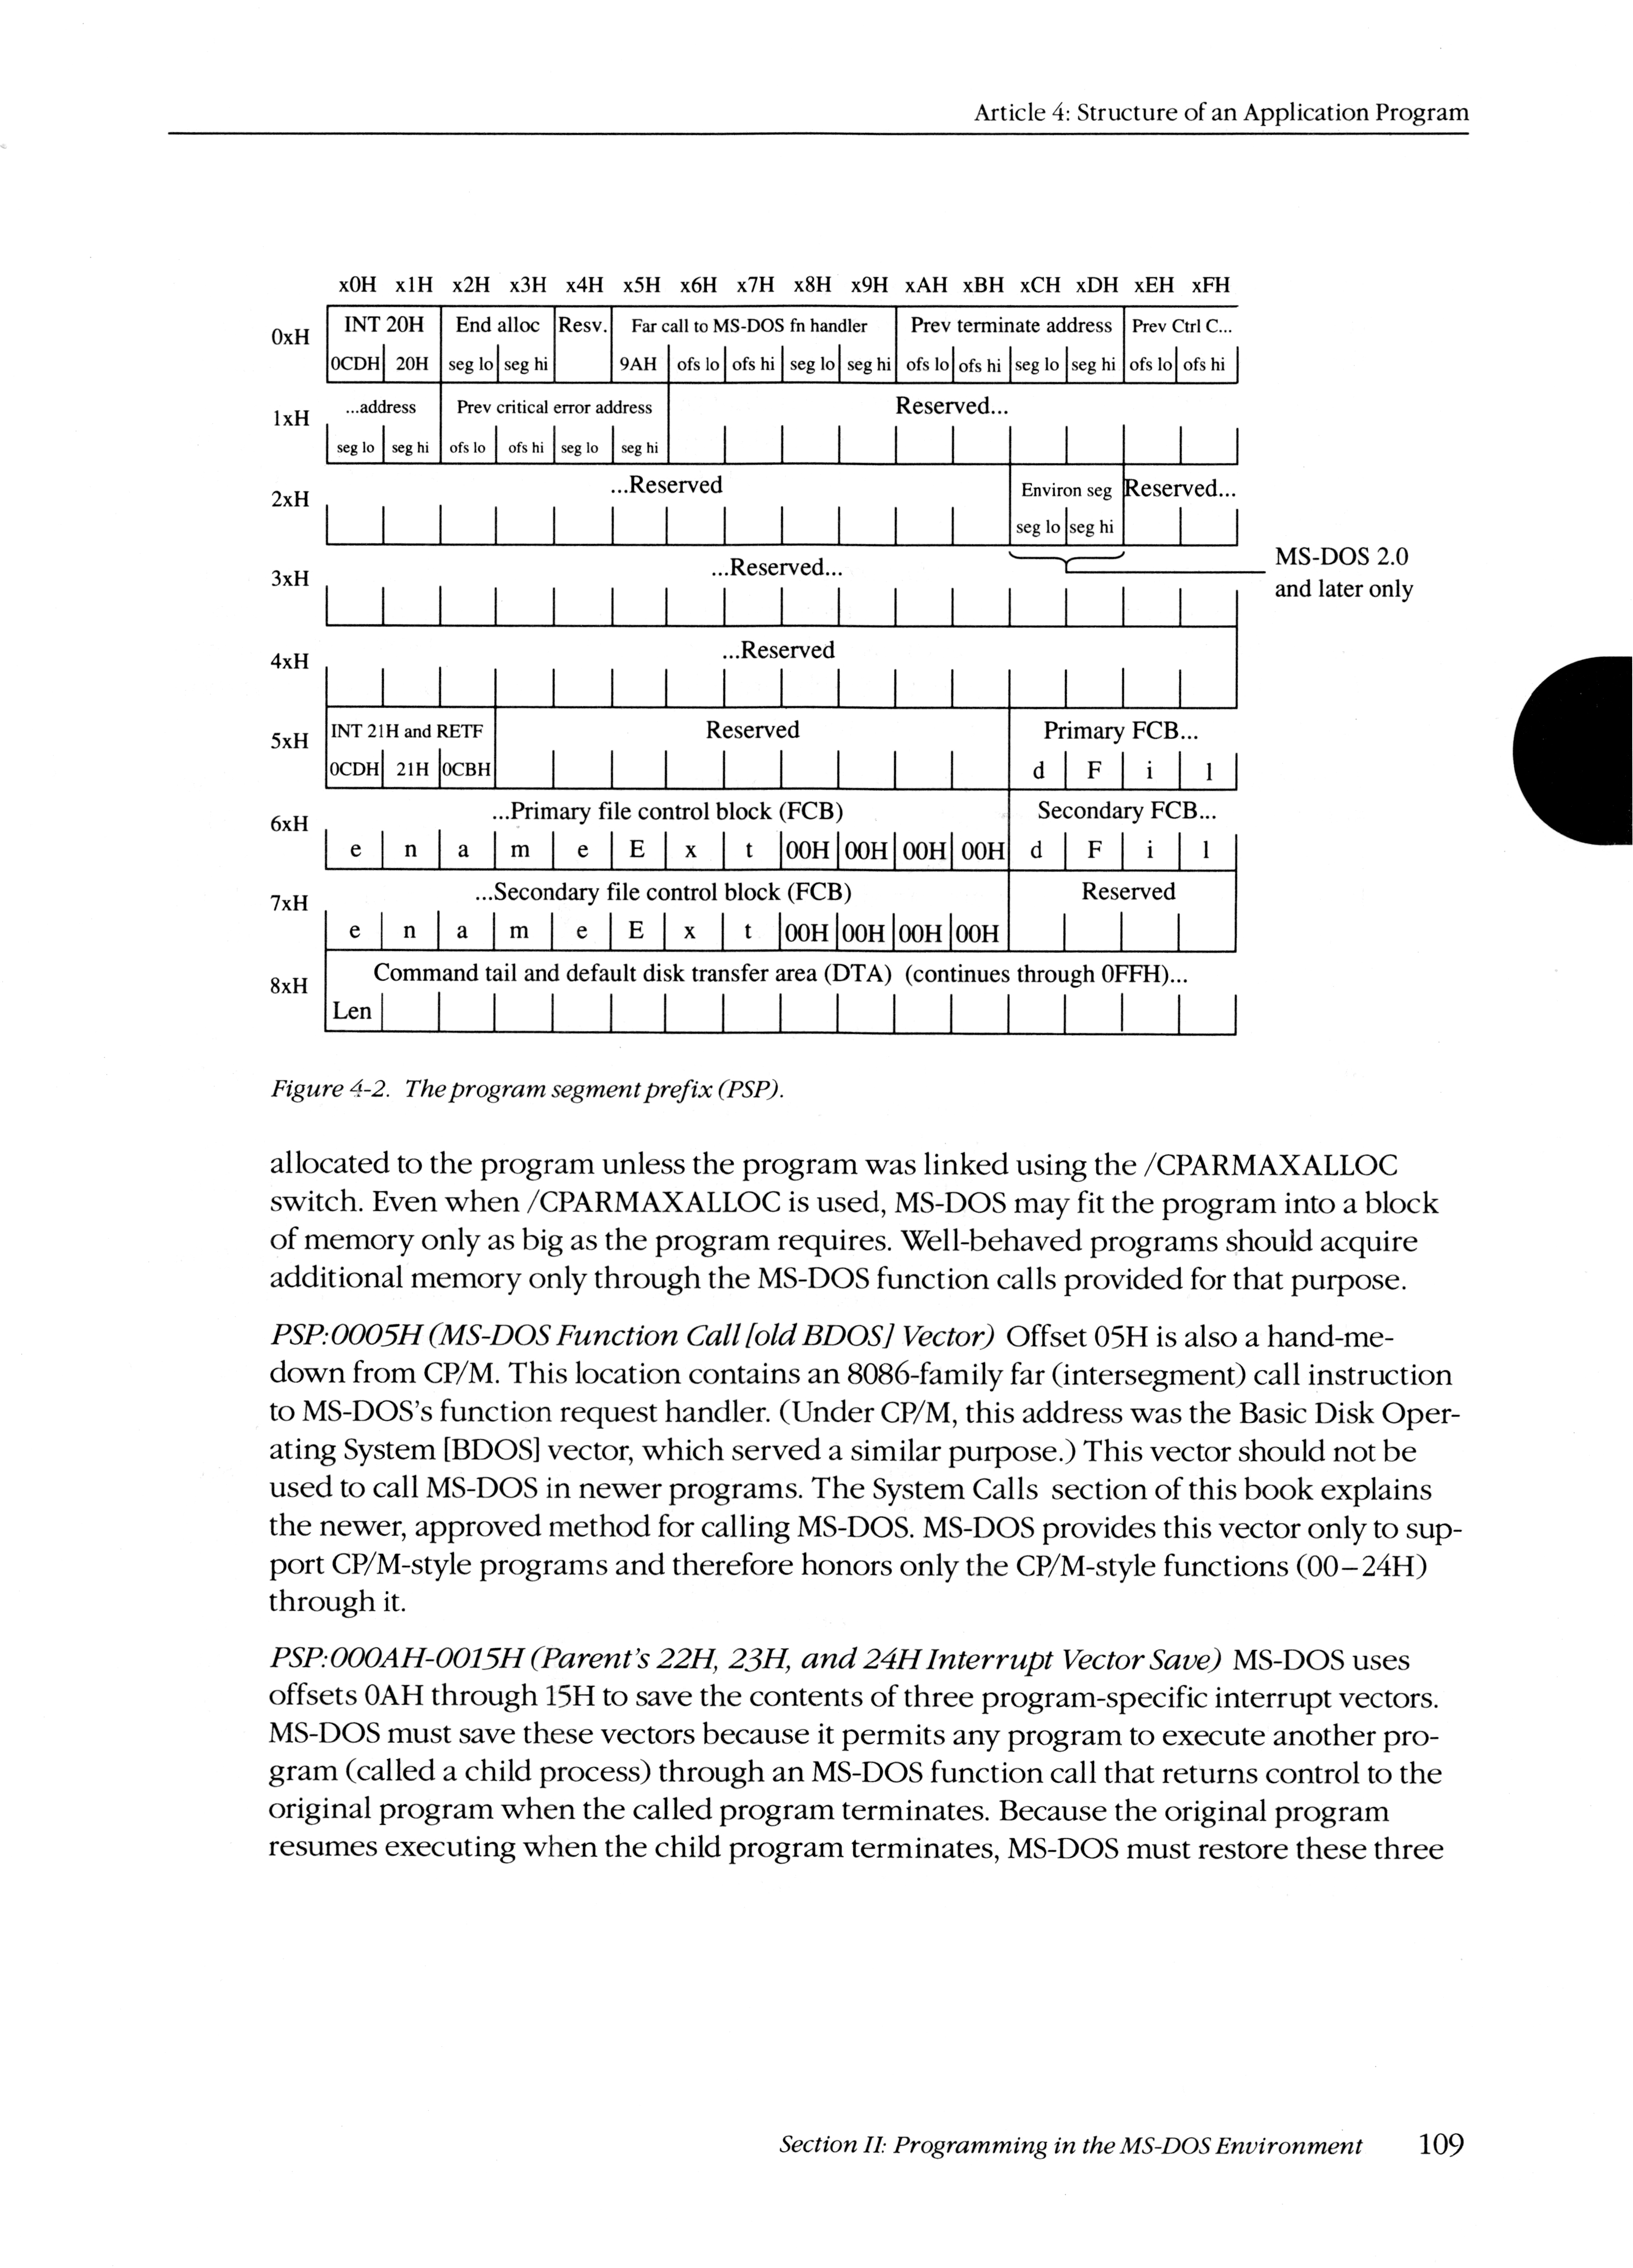 Article 4: Structure of an Application Program
x0H x1H x2H x3H x4H x5H x6H x7H x8H x9H xAH xBH xCH xDH xEH xFH
0xH INT 20H End alloc Resv. Far call to MS-DOS fn handler Prev terminate address Prev Ctrl C...
0CDH 20H seg lo seg hi 9AH ofs lo ofs hi seg lo seg hi ofs lo ofs hi seg lo seg hi ofs lo ofs hi
1xH ...address Prev critical error address Reserved...
seg lo seg hi ofs lo ofs hi seg lo seg hi
2xH ...Reserved Environ seg Reserved...
seg lo seg hi
MS-DOS 2.0
and later only
3xH ...Reserved...
4xH ...Reserved
5xH INT 21H and RETF Reserved Primary FCB...
0CDH 21H 0CBH d F i l
6xH ...Primary file control block (FCB) Secondary FCB...
e n a m e E x t 00H 00H 00H 00H d F i l
7xH ...Secondary file control block (FCB) Reserved
e n a m e E x t 00H 00H 00H 00H
8xH Command tail and default disk transfer area (DTA) (continues through 0FFH)...
Len
Figure 4-2. The program segment prefix (PSP).
allocated to the program unless the program was linked using the /CPARMAXALLOC
switch. Even when /CPARMAXALLOC is used, MS-DOS may fit the program into a block
of memory only as big as the program requires. Well-behaved programs should acquire
additional memory only through the MS-DOS function calls provided for that purpose.
PSP:0005H (MS-DOS Function Call [old BDOS] Vector) Offset 05H is also a hand-me-
down from CP/M. This location contains an 8086-family far (intersegment) call instruction
to MS-DOS's function request handler. (Under CP/M, this address was the Basic Disk Oper-
ating System [BDOS] vector, which served a similar purpose.) This vector should not be
used to call MS-DOS in newer programs. The System Calls section of this book explains
the newer, approved method for calling MS-DOS. MS-DOS provides this vector only to sup-
port CP/M-style programs and therefore honors only the CP/M-style functions (00–24H)
through it.
PSP:000AH-0015H (Parent's 22H, 23H, and 24H Interrupt Vector Save) MS-DOS uses
offsets 0AH through 15H to save the contents of three program-specific interrupt vectors.
MS-DOS must save these vectors because it permits any program to execute another pro-
gram (called a child process) through an MS-DOS function call that returns control to the
original program when the called program terminates. Because the original program
resumes executing when the child program terminates, MS-DOS must restore these three
Section II: Programming in the MS-DOS Environment 109